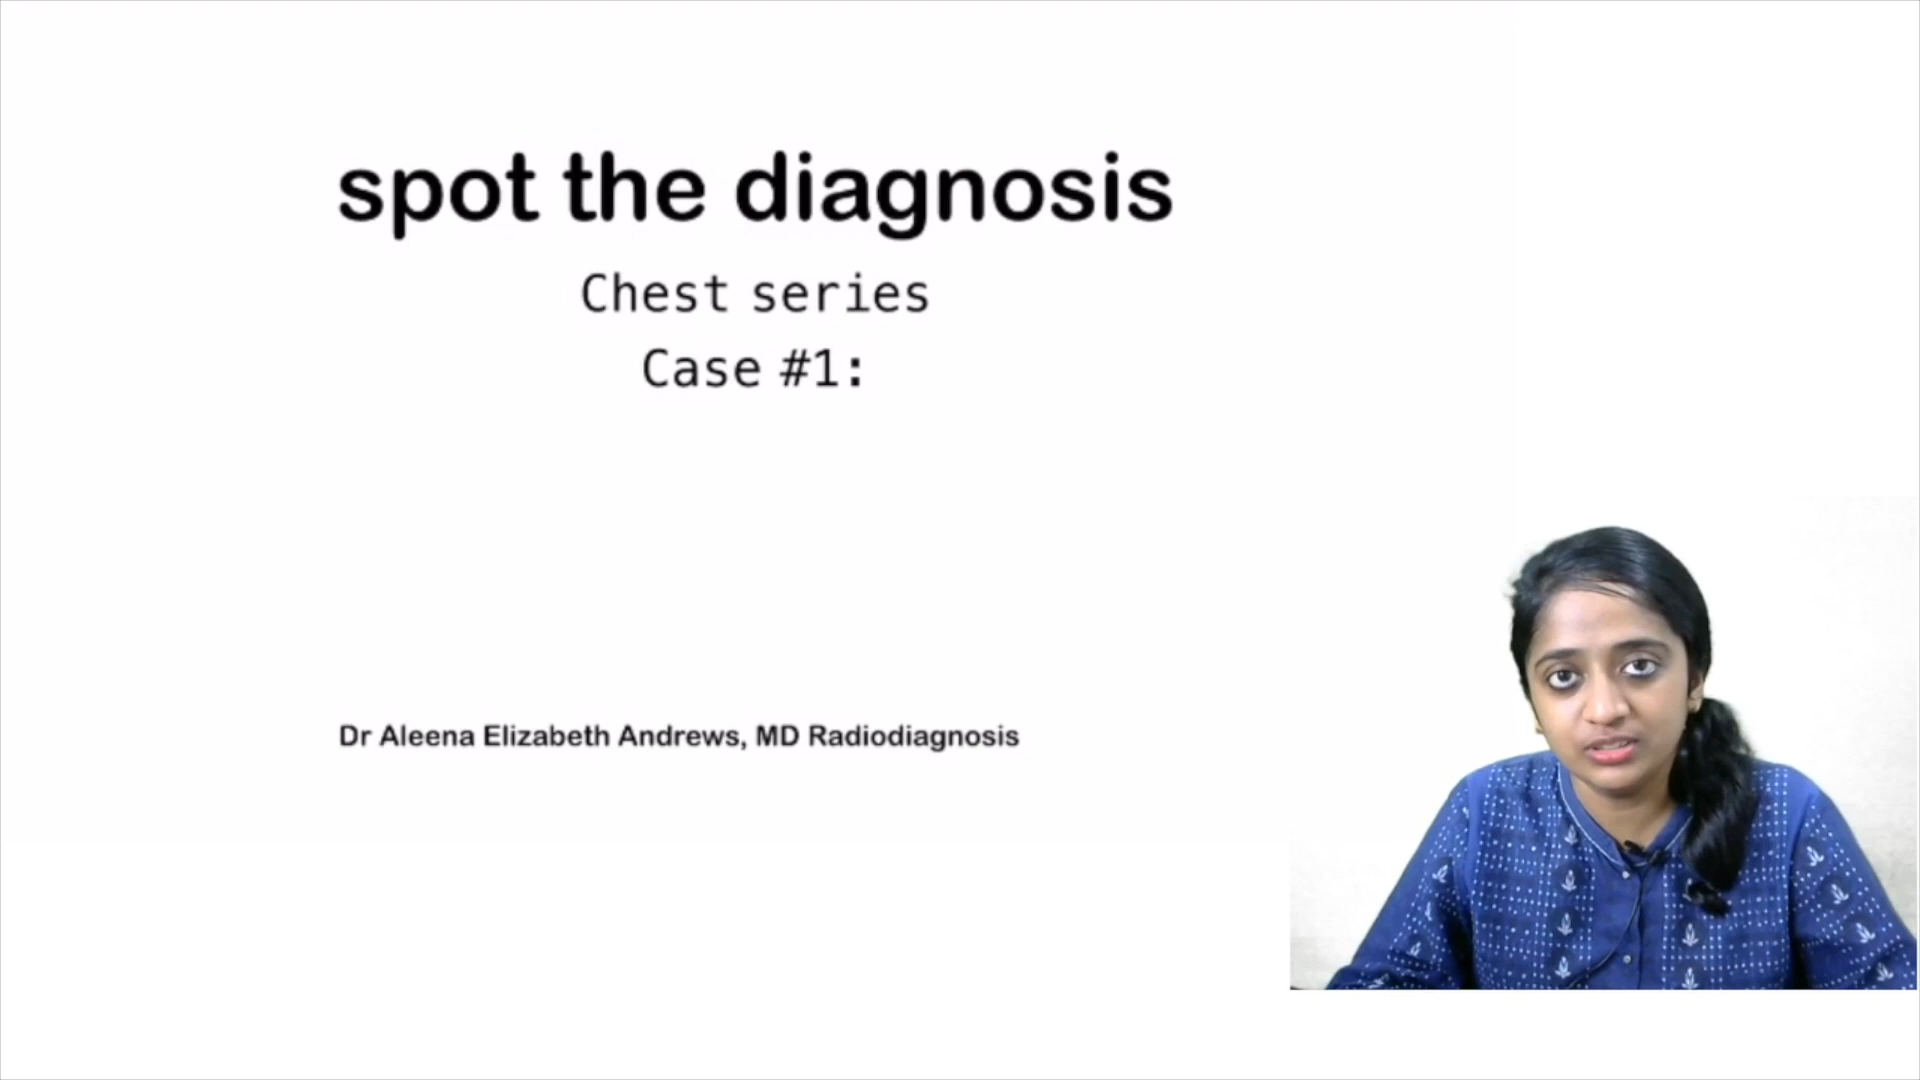 spot the diagnosis
Chest series
Case #1:
Dr Aleena Elizabeth Andrews, MD Radiodiagnosis